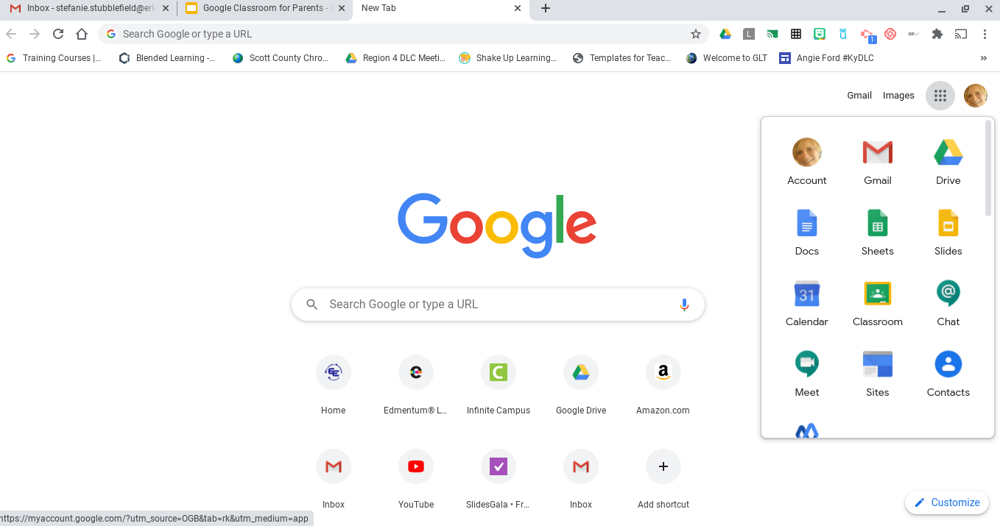 Inbox - stefanie.stubblefield@erl
Google Classroom for Parents -
New Tab
Search Google or type a URL
L
1
GIF
Training Courses |...
Blended Learning -...
Scott County Chro...
Region 4 DLC Meeti...
Shake Up Learning...
Templates for Teac...
Welcome to GLT
Angie Ford #KyDLC
Gmail
Images
Account
Gmail
Drive
Docs
Sheets
Slides
31
Calendar
Classroom
Chat
Meet
Sites
Contacts
Google
Search Google or type a URL
Home
Edmentum® L...
Infinite Campus
Google Drive
Amazon.com
Inbox
YouTube
SlidesGala • Fr...
Inbox
Add shortcut
Customize
https://myaccount.google.com/?utm_source=OGB&tab=rk&utm_medium=app